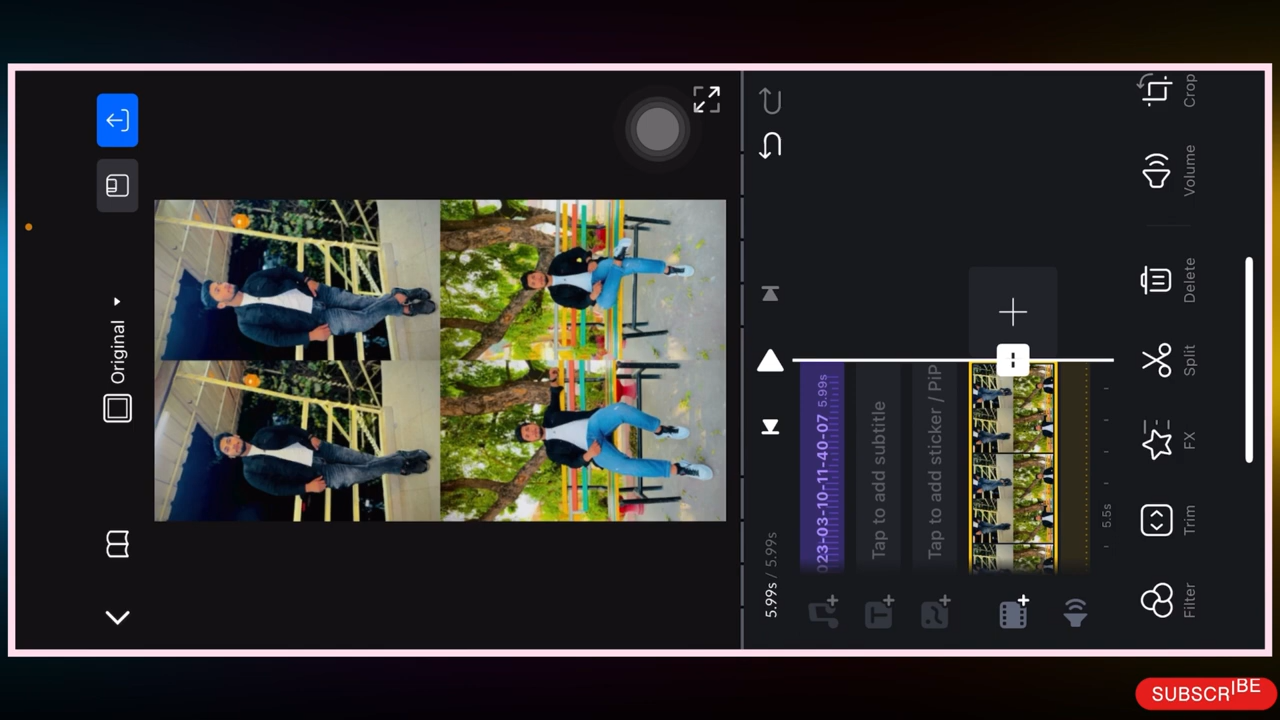 Original
5.99s / 5.99s
023-03-10-11-40-07 5.99s
Tap to add subtitle
Tap to add sticker / PiP
5.5s
Filter
Trim
FX
Split
Delete
Volume
Crop
SUBSCRIBE